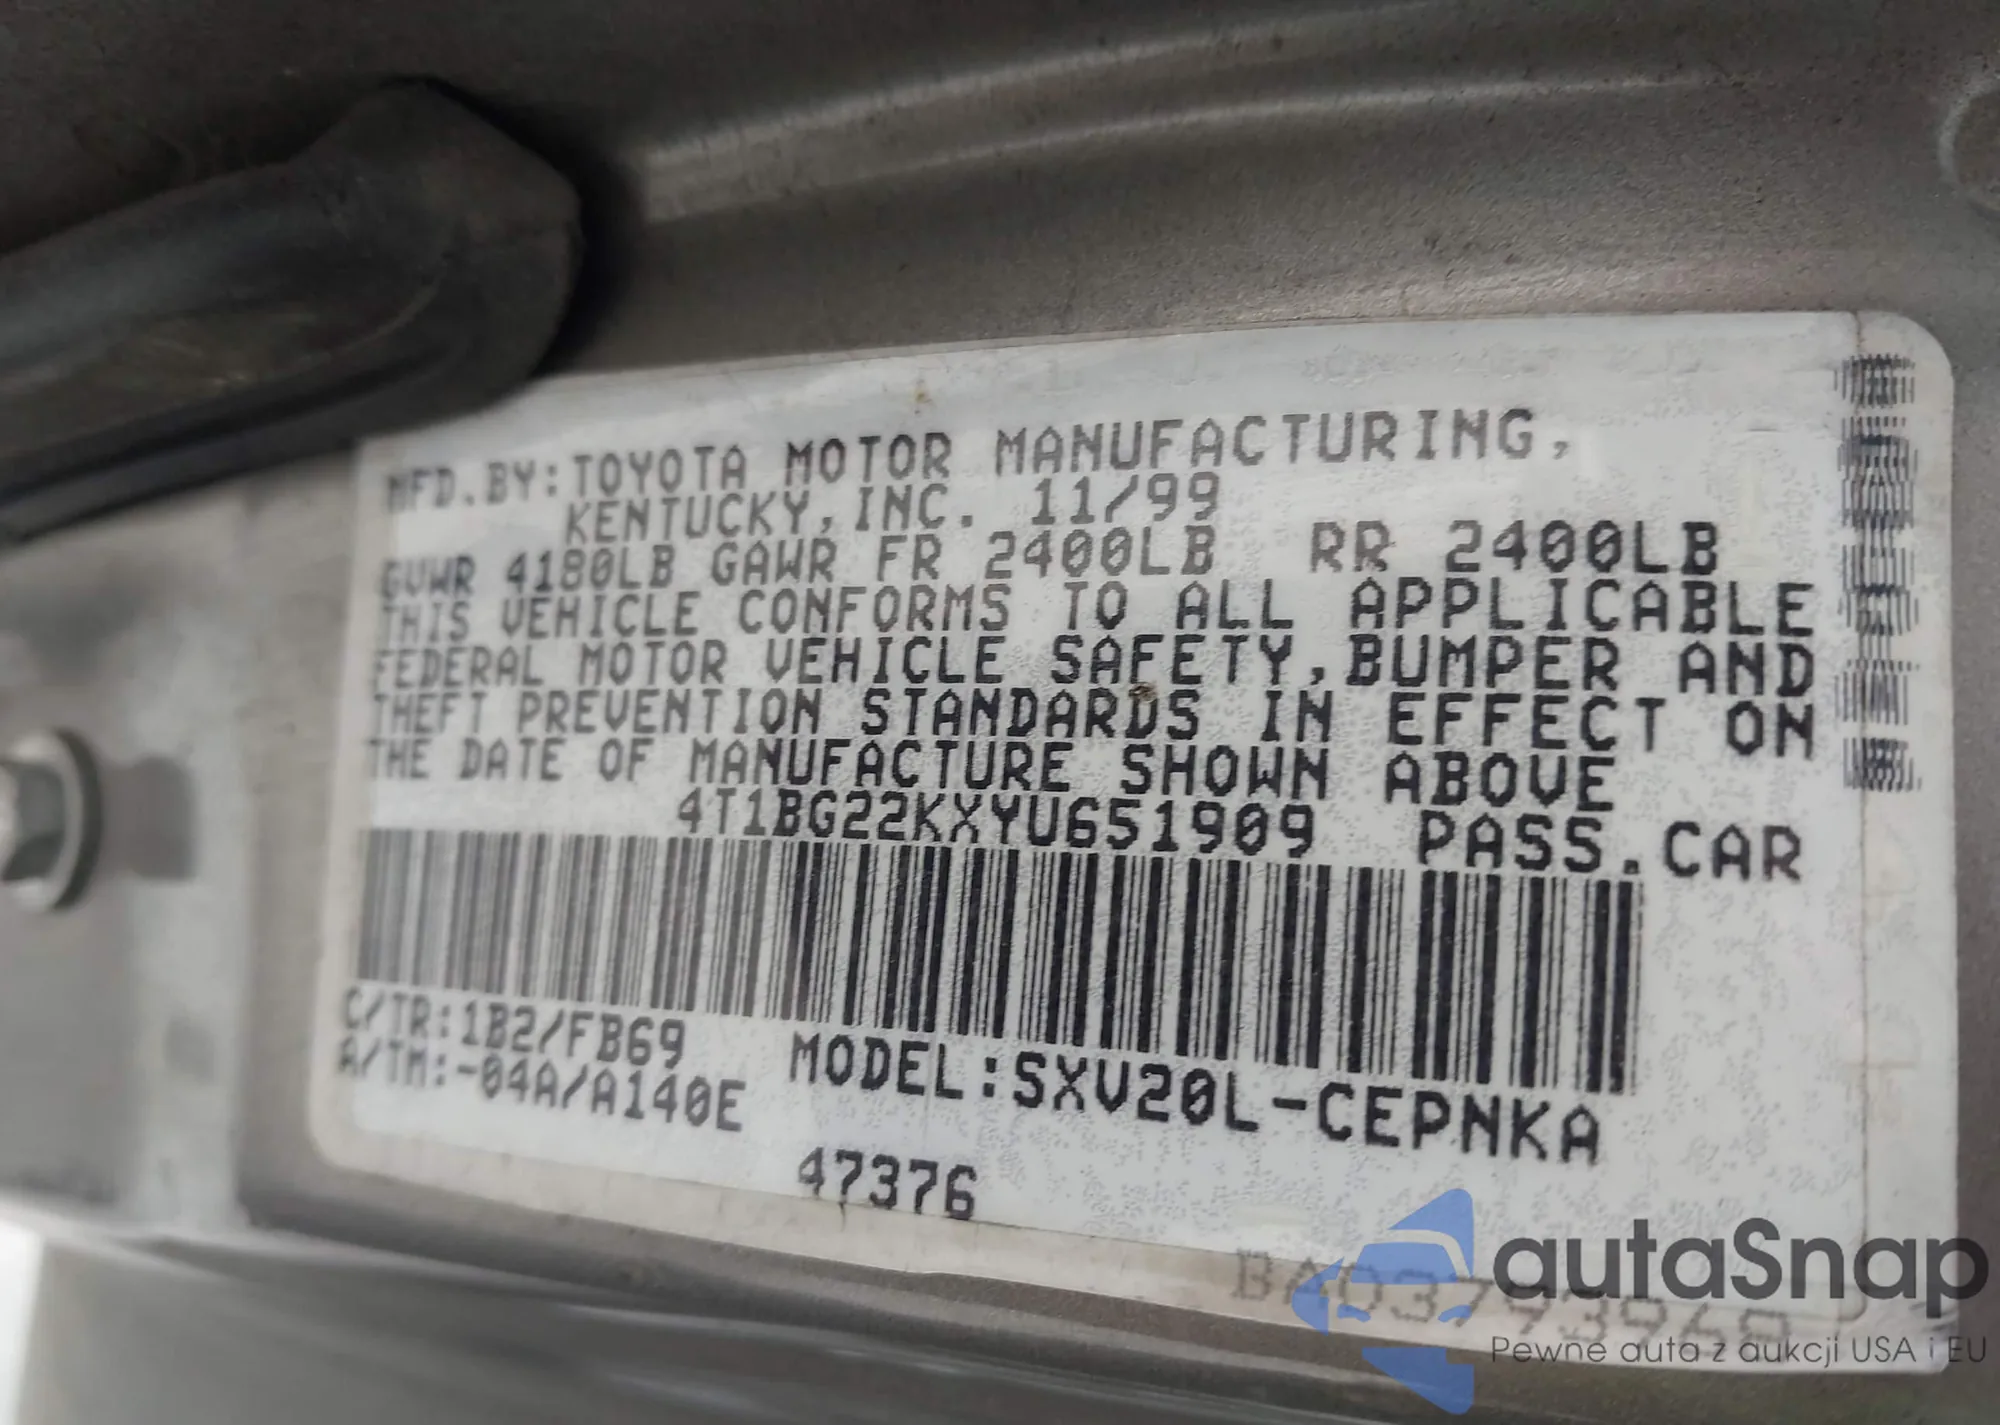 MFD.BY:TOYOTA MOTOR MANUFACTURING,
KENTUCKY,INC. 11/99
GVWR 4180LB GAWR FR 2400LB RR 2400LB
THIS VEHICLE CONFORMS TO ALL APPLICABLE
FEDERAL MOTOR VEHICLE SAFETY,BUMPER AND
THEFT PREVENTION STANDARDS IN EFFECT ON
THE DATE OF MANUFACTURE SHOWN ABOVE
4T1BG22KXYU651909 PASS.CAR
C/TR:1B2/FB69
A/TM:-04A/A140E
MODEL:SXV20L-CEPNKA
47376
autaSnap
Pewne auta z aukcji USA i EU